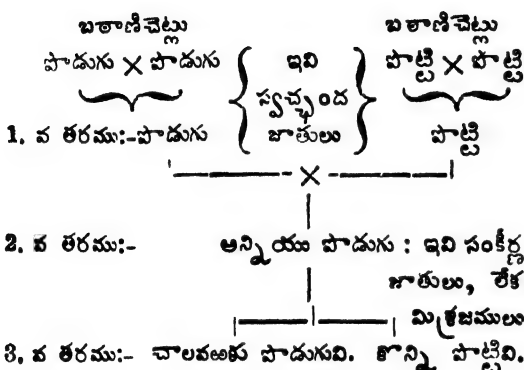 బఠాణిచెట్లు బఠాణిచెట్లు
పొడుగు × పొడుగు { ఇవి } పొట్టి × పొట్టి
స్వచ్ఛంద
1. వ తరము:-పొడుగు జాతులు పొట్టి
×
2. వ తరము:- అన్నియు పొడుగు : ఇవి సంకీర్ణ
జాతులు, లేక
మిశ్రజములు
3. వ తరము:- చాలవఱకు పొడుగువి. కొన్ని పొట్టివి.